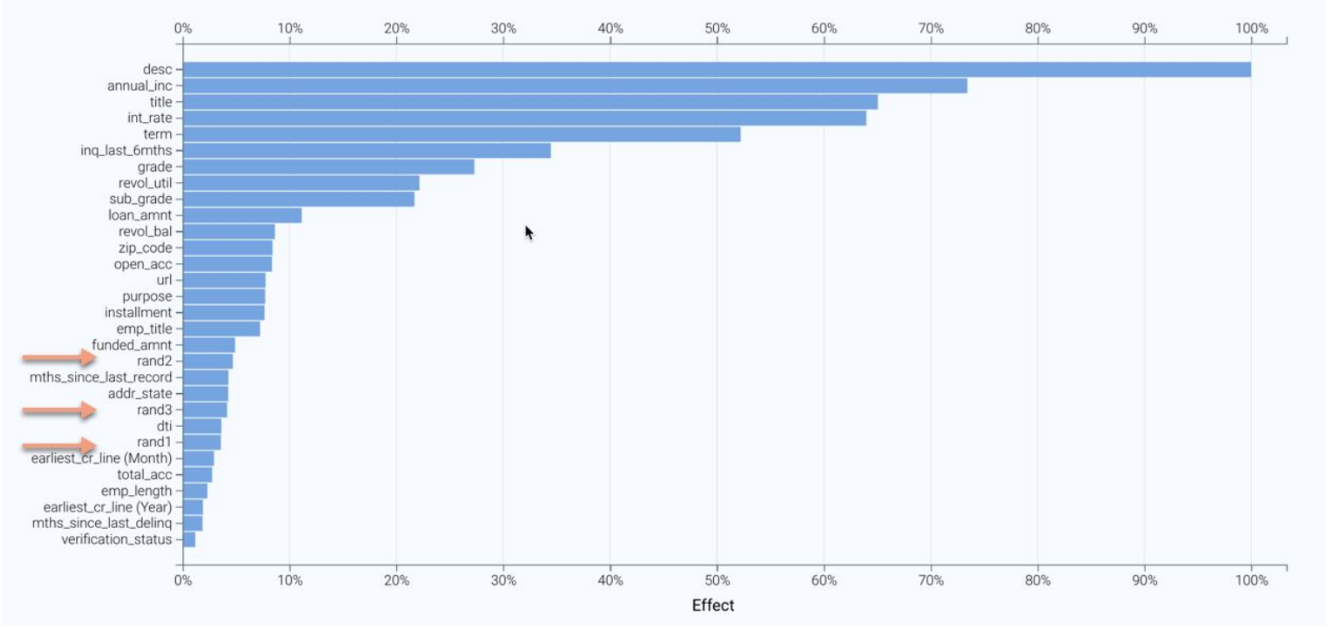 0% 10% 20% 30% 40% 50% 60% 70% 80% 90% 100%
desc
annual_inc
title
int_rate
term
inq_last_6mths
grade
revol_util
sub_grade
loan_amnt
revol_bal
zip_code
open_acc
url
purpose
installment
emp_title
funded_amnt
rand2
mths_since_last_record
addr_state
rand3
dti
rand1
earliest_cr_line (Month)
total_acc
emp_length
earliest_cr_line (Year)
mths_since_last_delinq
verification_status
0% 10% 20% 30% 40% 50% 60% 70% 80% 90% 100%
Effect